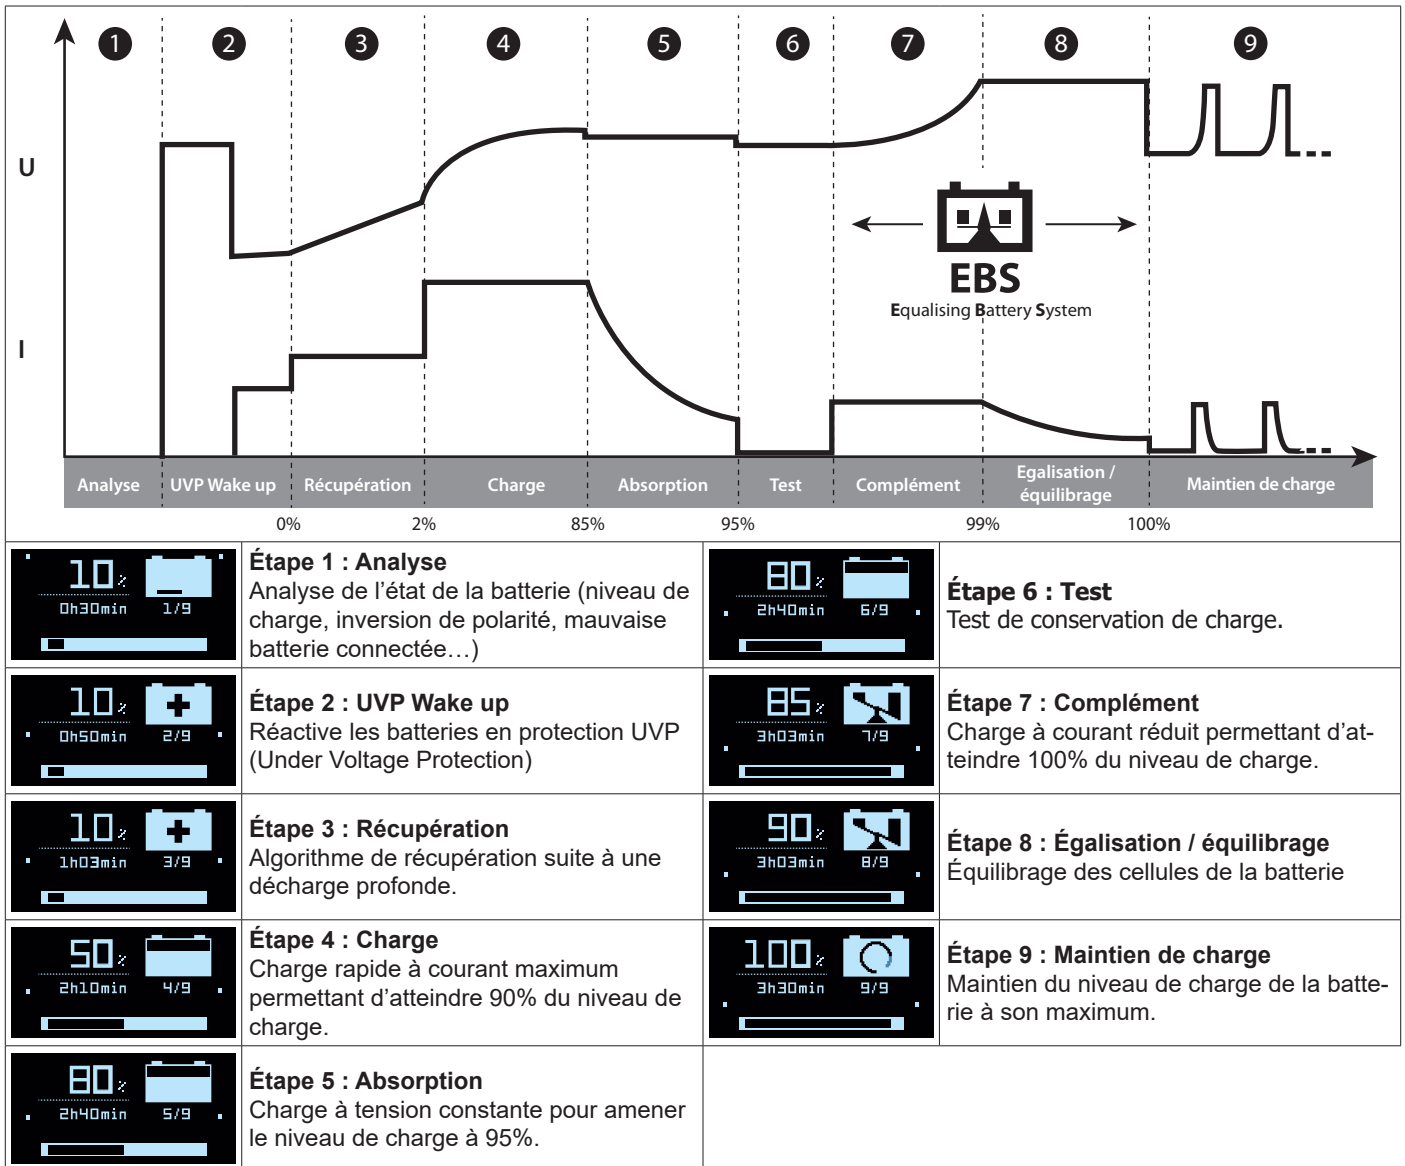 1 2 3 4 5 6 7 8 9
U
I
EBS
Equalising Battery System
Analyse
UVP Wake up
Récupération
Charge
Absorption
Test
Complément
Egalisation /
équilibrage
Maintien de charge
0% 2% 85% 95% 99% 100%
10%
0h30min 1/9
Étape 1 : Analyse
Analyse de l’état de la batterie (niveau de
charge, inversion de polarité, mauvaise
batterie connectée…)
10%
0h50min 2/9
Étape 2 : UVP Wake up
Réactive les batteries en protection UVP
(Under Voltage Protection)
10%
1h03min 3/9
Étape 3 : Récupération
Algorithme de récupération suite à une
décharge profonde.
50%
2h10min 4/9
Étape 4 : Charge
Charge rapide à courant maximum
permettant d’atteindre 90% du niveau de
charge.
80%
2h40min 5/9
Étape 5 : Absorption
Charge à tension constante pour amener
le niveau de charge à 95%.
80%
2h40min 6/9
Étape 6 : Test
Test de conservation de charge.
85%
3h03min 7/9
Étape 7 : Complément
Charge à courant réduit permettant d’at-
teindre 100% du niveau de charge.
90%
3h03min 8/9
Étape 8 : Égalisation / équilibrage
Équilibrage des cellules de la batterie
100%
3h30min 9/9
Étape 9 : Maintien de charge
Maintien du niveau de charge de la batte-
rie à son maximum.